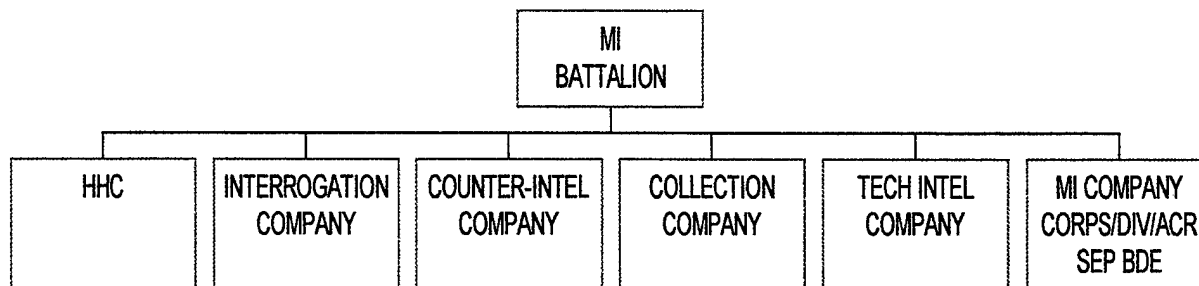 MI
BATTALION
HHC
INTERROGATION
COMPANY
COUNTER-INTEL
COMPANY
COLLECTION
COMPANY
TECH INTEL
COMPANY
MI COMPANY
CORPS/DIV/ACR
SEP BDE